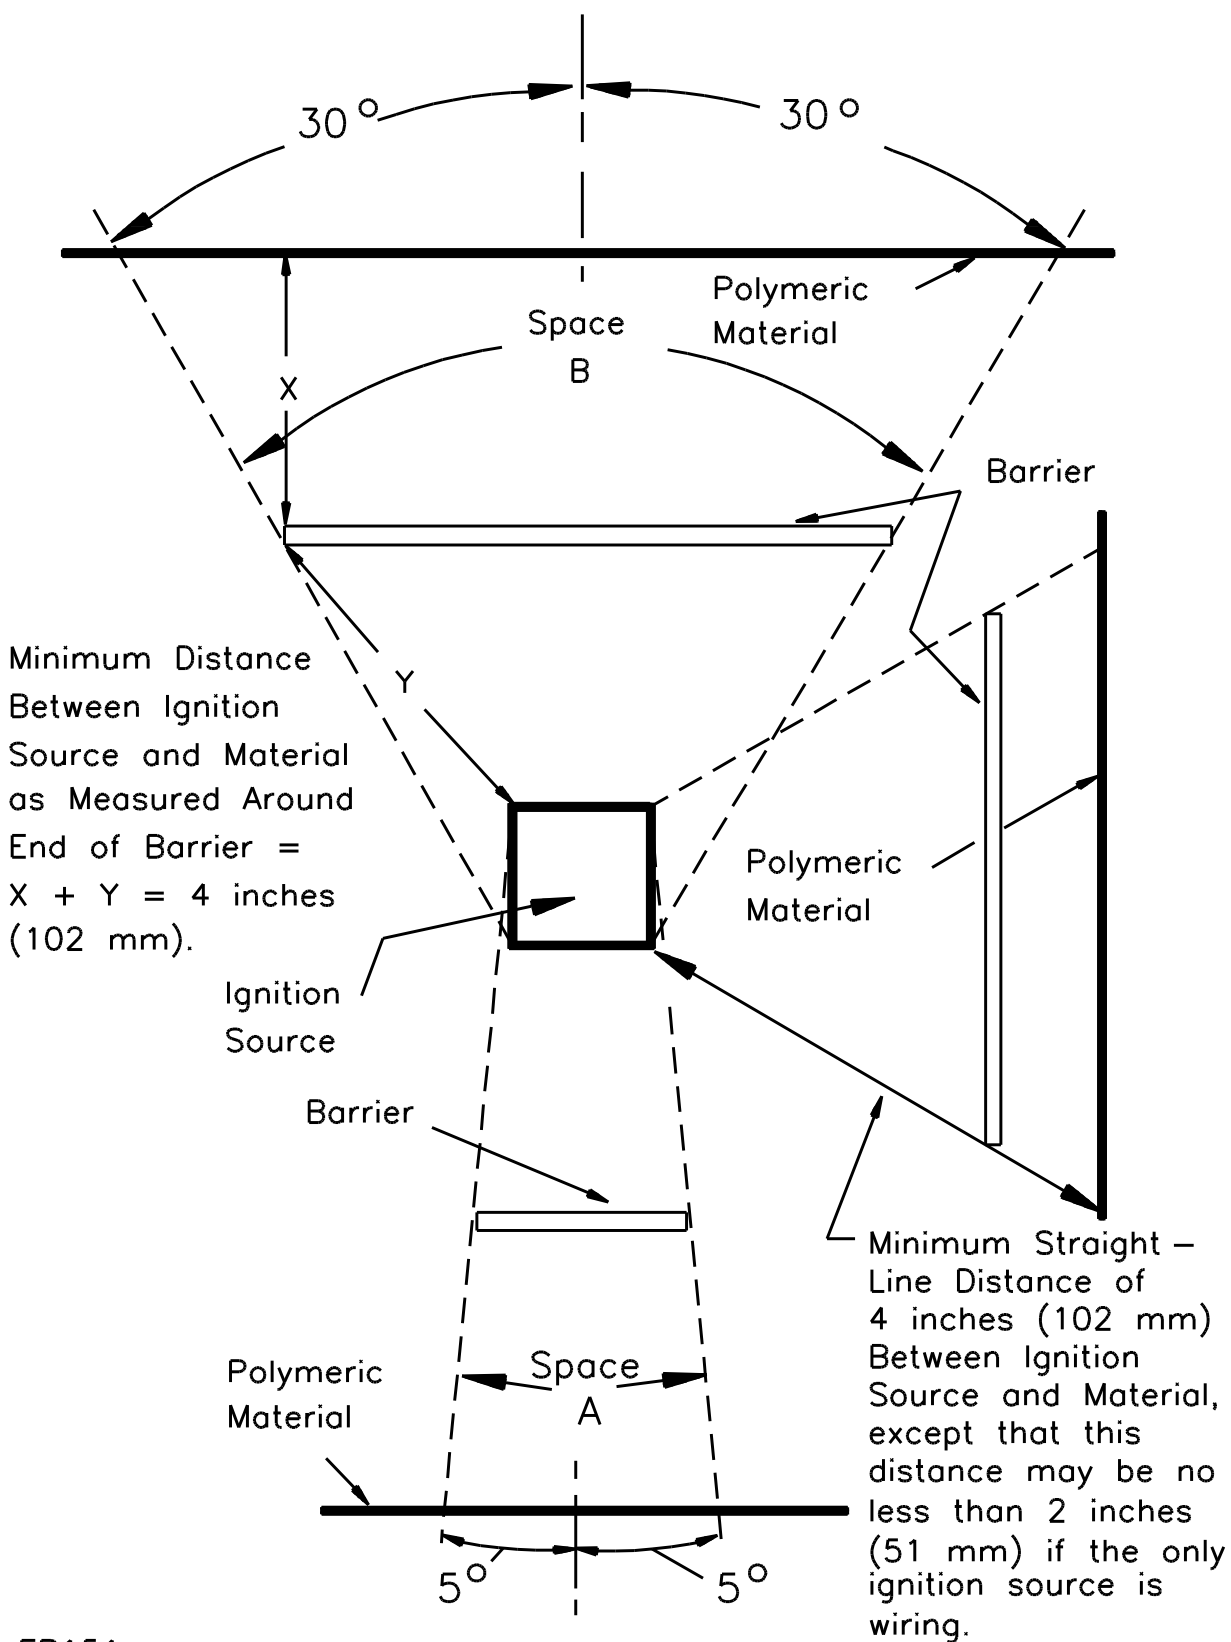 30°
30°
Polymeric
Material
Space
B
X
Barrier
Minimum Distance
Between Ignition
Source and Material
as Measured Around
End of Barrier =
X + Y = 4 inches
(102 mm).
Y
Polymeric
Material
Ignition
Source
Barrier
Minimum Straight –
Line Distance of
4 inches (102 mm)
Between Ignition
Source and Material,
except that this
distance may be no
less than 2 inches
(51 mm) if the only
ignition source is
wiring.
Polymeric
Material
Space
A
5°
5°